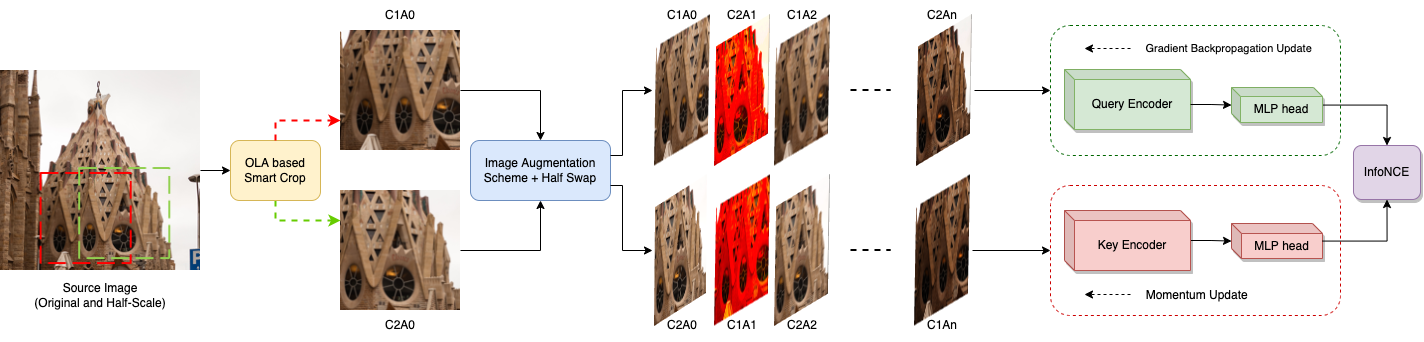 Source Image
(Original and Half-Scale)
OLA based
Smart Crop
C1A0
C2A0
Image Augmentation
Scheme + Half Swap
C1A0
C2A1
C1A2
C2An
C2A0
C1A1
C2A2
C1An
Gradient Backpropagation Update
Query Encoder
MLP head
Key Encoder
MLP head
Momentum Update
InfoNCE
P